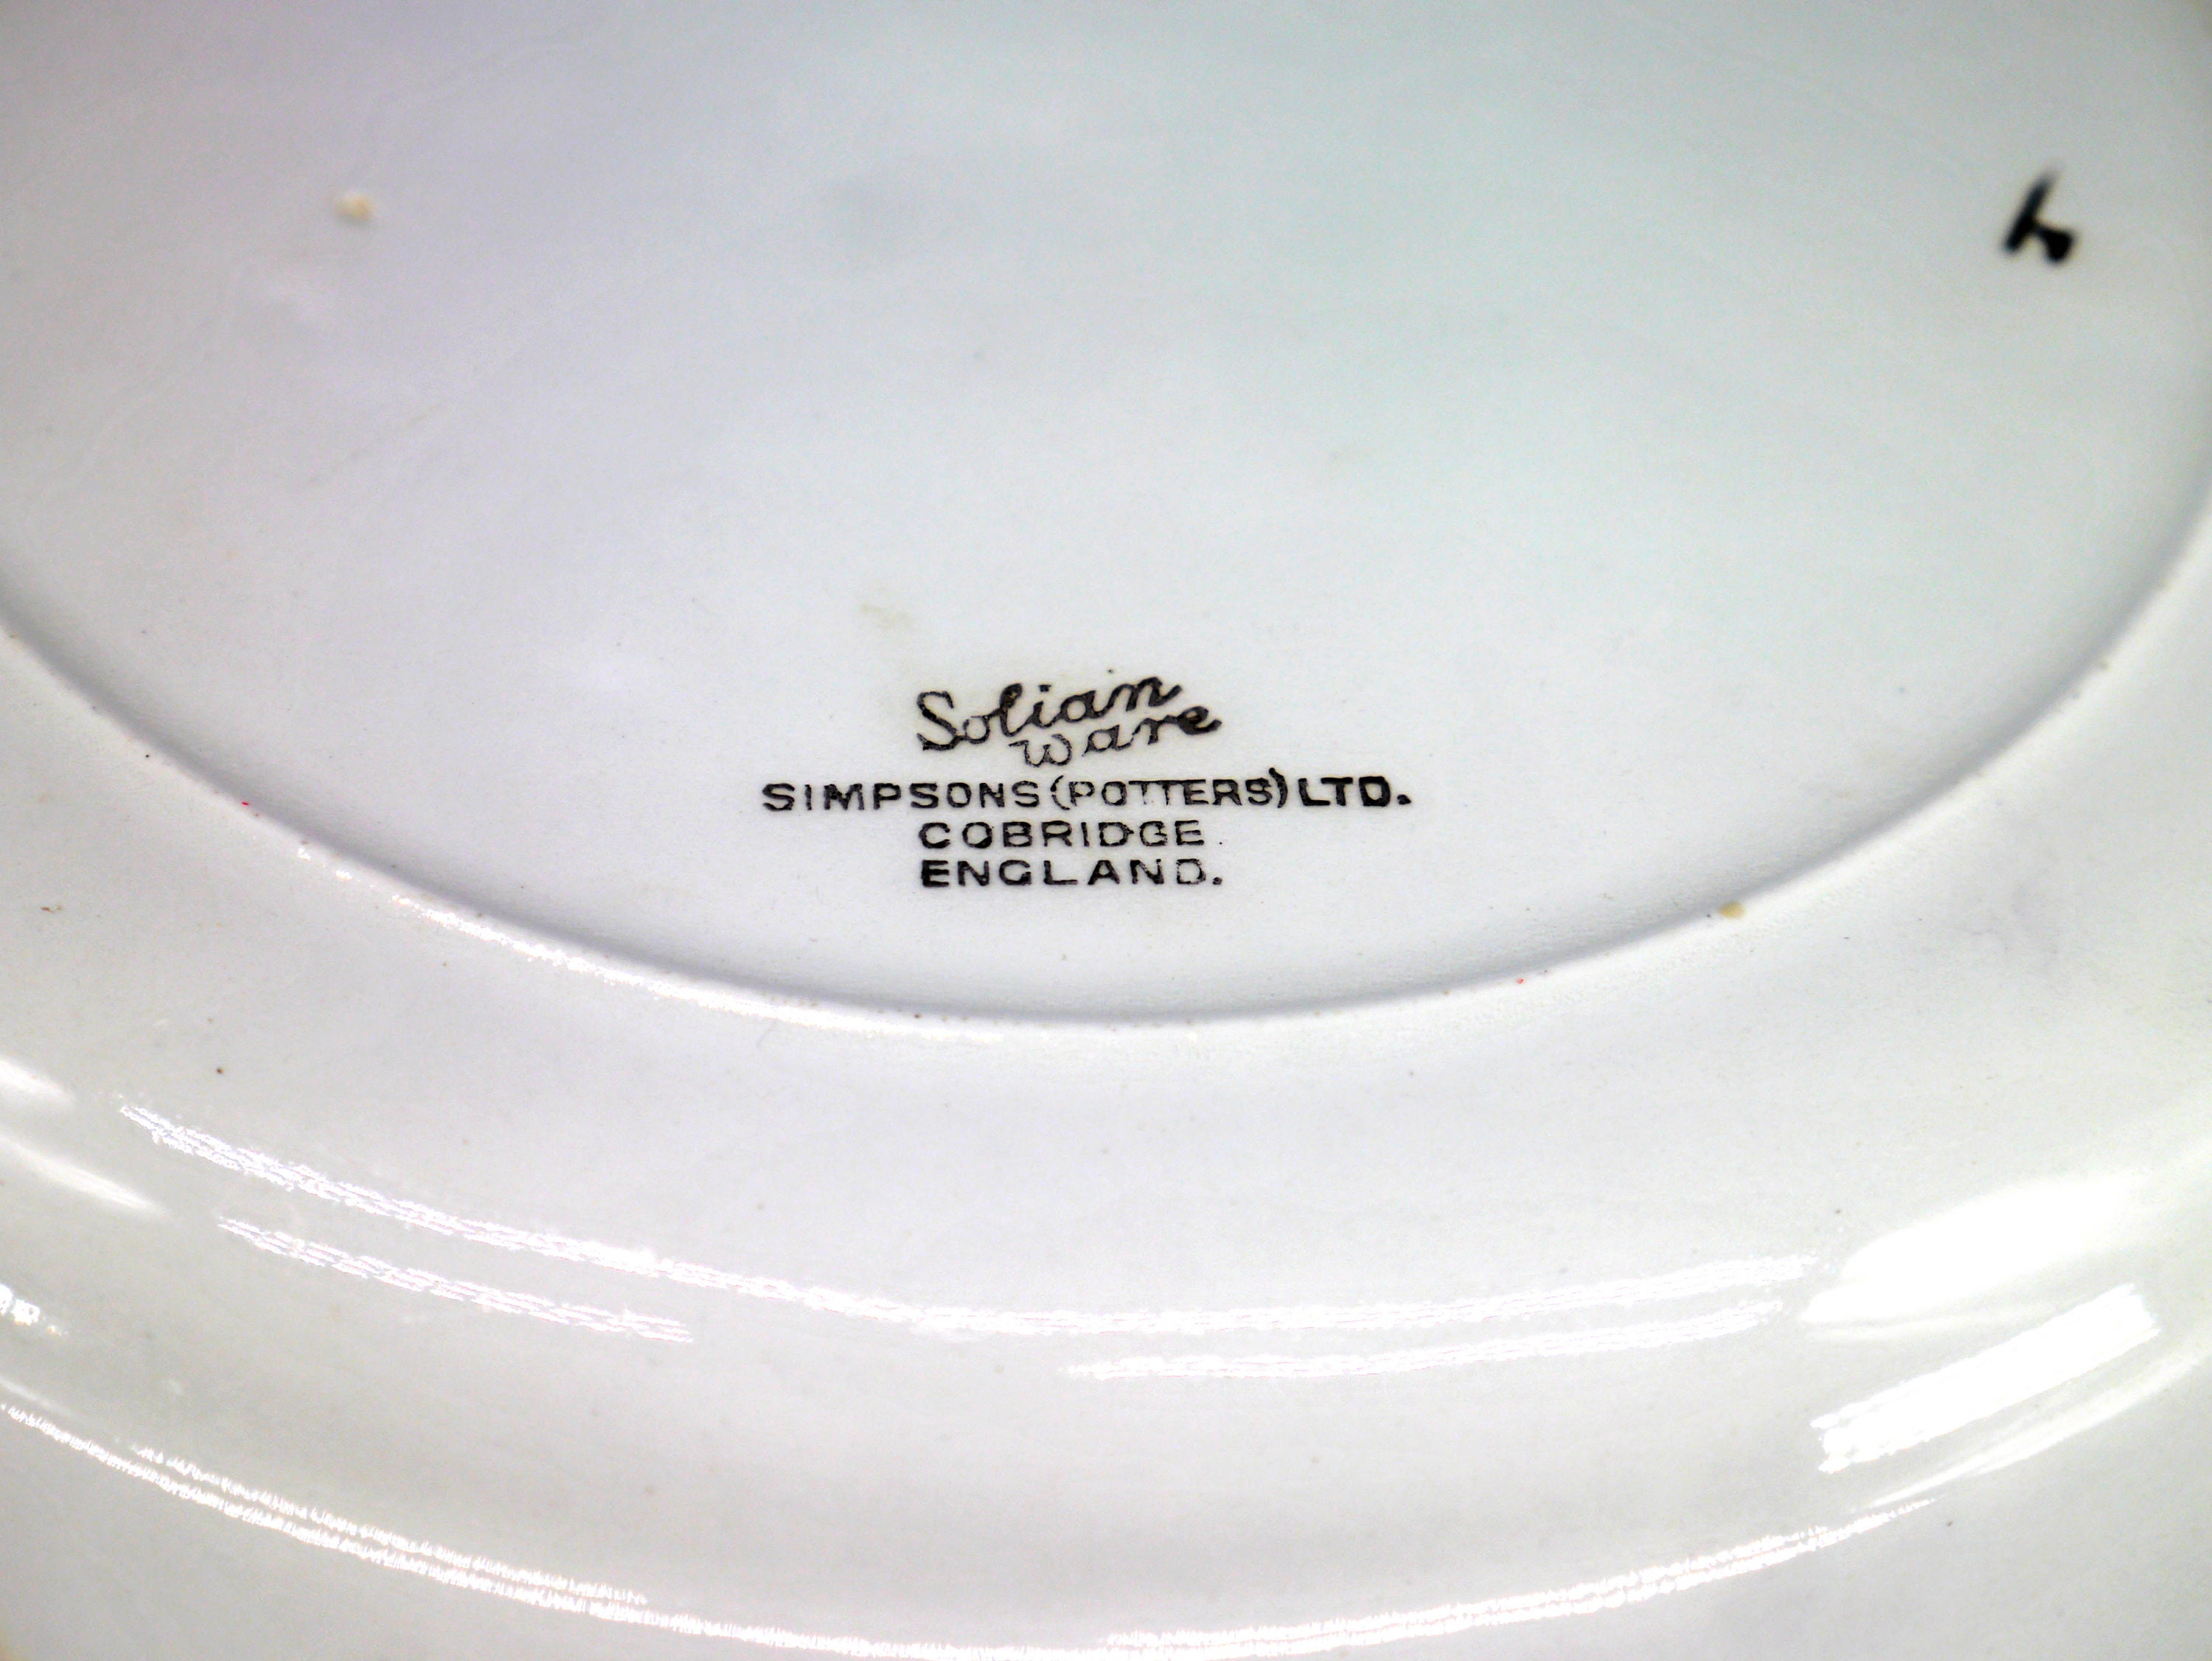 Solian
ware
SIMPSONS (POTTERS) LTD.
COBRIDGE.
ENGLAND.